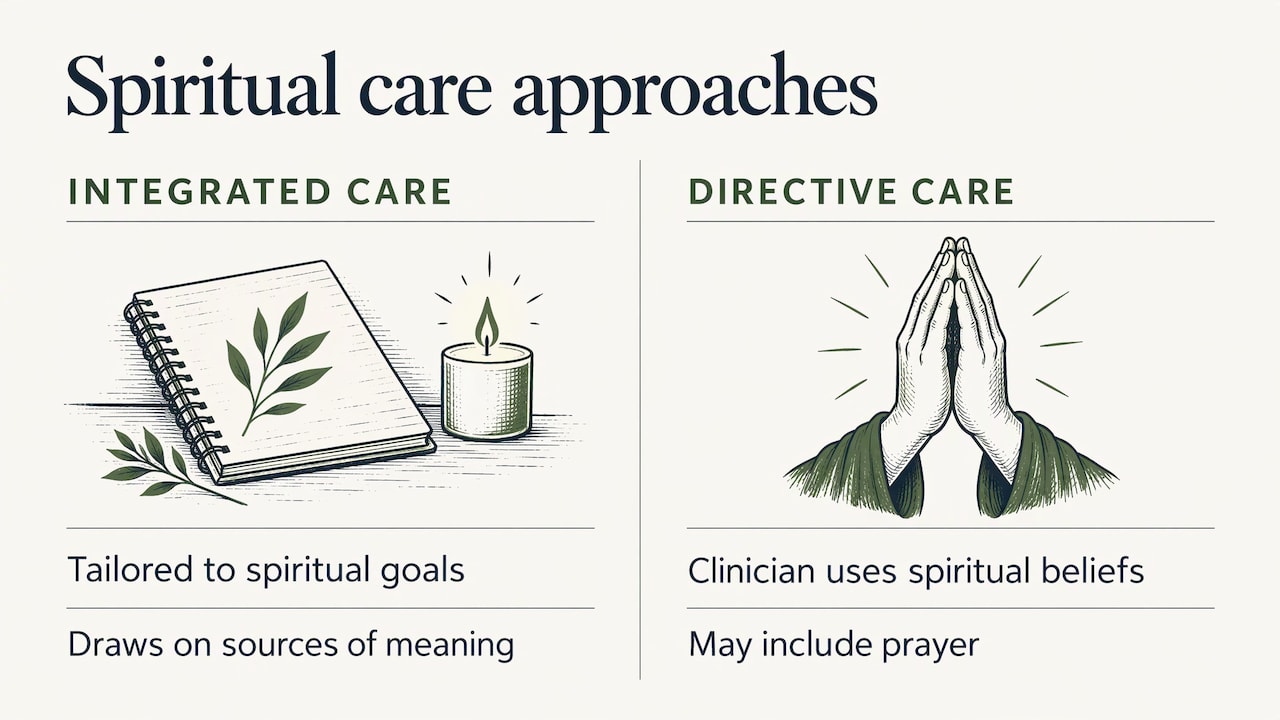 Spiritual care approaches
INTEGRATED CARE
Tailored to spiritual goals
Draws on sources of meaning
DIRECTIVE CARE
Clinician uses spiritual beliefs
May include prayer